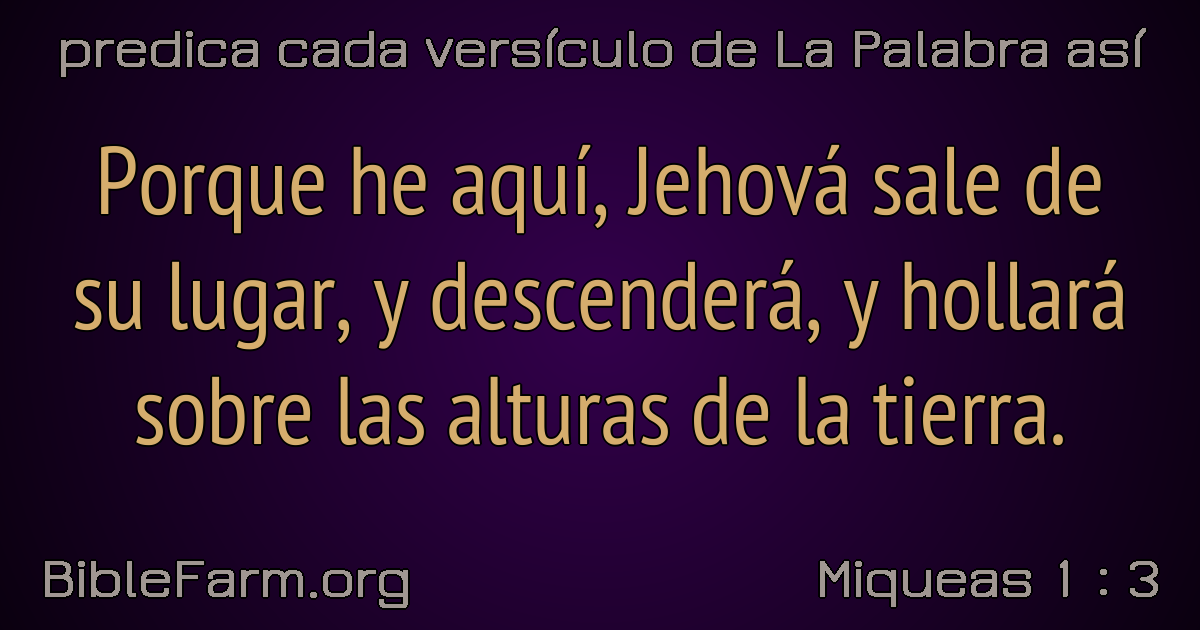 predica cada versículo de La Palabra así
Porque he aquí, Jehová sale de
su lugar, y descenderá, y hollará
sobre las alturas de la tierra.
BibleFarm.org
Miqueas 1 : 3